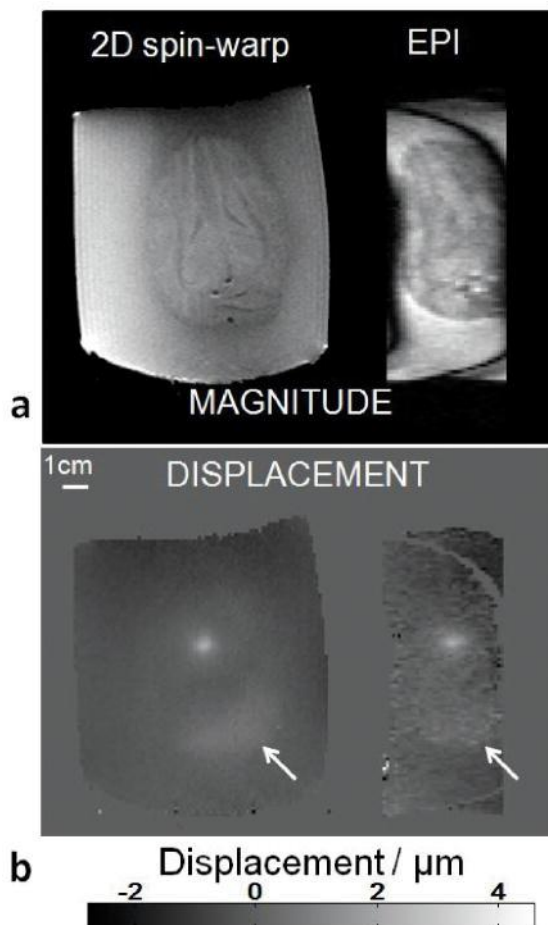 2D spin-warp EPI
a
MAGNITUDE
1cm DISPLACEMENT
b
Displacement / μm
-2 0 2 4